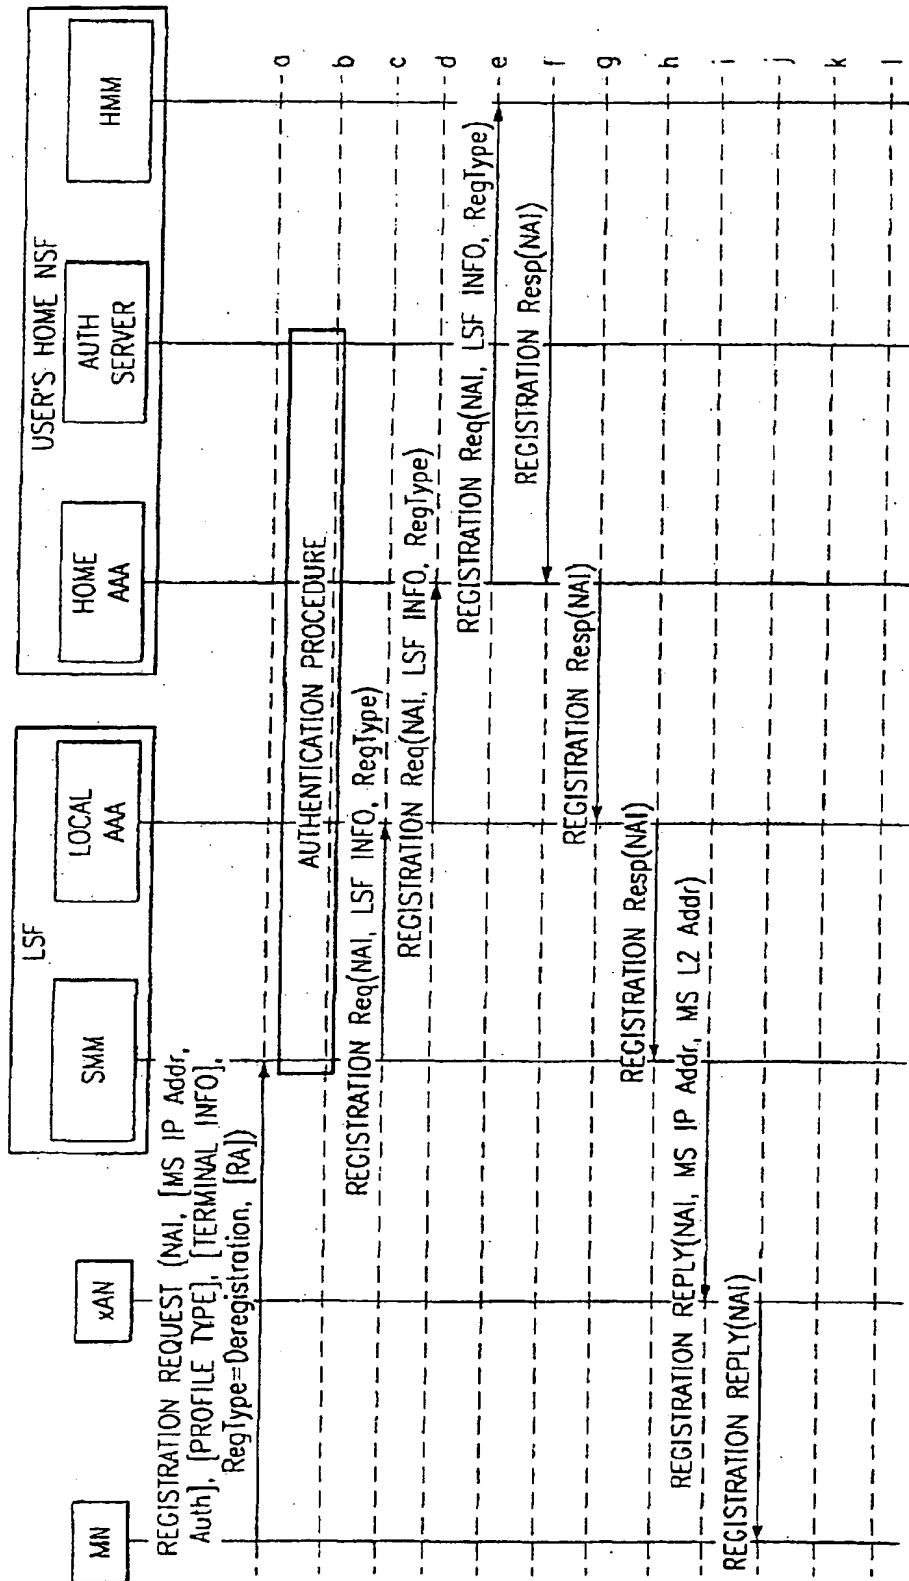 USER'S HOME NSF
LSF
MN
xAN
SMM
LOCAL
AAA
HOME
AAA
AUTH
SERVER
HMM
REGISTRATION REQUEST (NAI, [MS IP Addr,
Auth], [PROFILE TYPE], [TERMINAL INFO],
RegType=Deregistration, [RA])
a
AUTHENTICATION PROCEDURE
b
REGISTRATION Req(NAI, LSF INFO, RegType)
c
REGISTRATION Req(NAI, LSF INFO, RegType)
d
REGISTRATION Req(NAI, LSF INFO, RegType)
e
REGISTRATION Resp(NAI)
f
REGISTRATION Resp(NAI)
g
REGISTRATION Resp(NAI)
h
REGISTRATION REPLY(NAI, MS IP Addr, MS L2 Addr)
i
REGISTRATION REPLY(NAI)
j
k
l